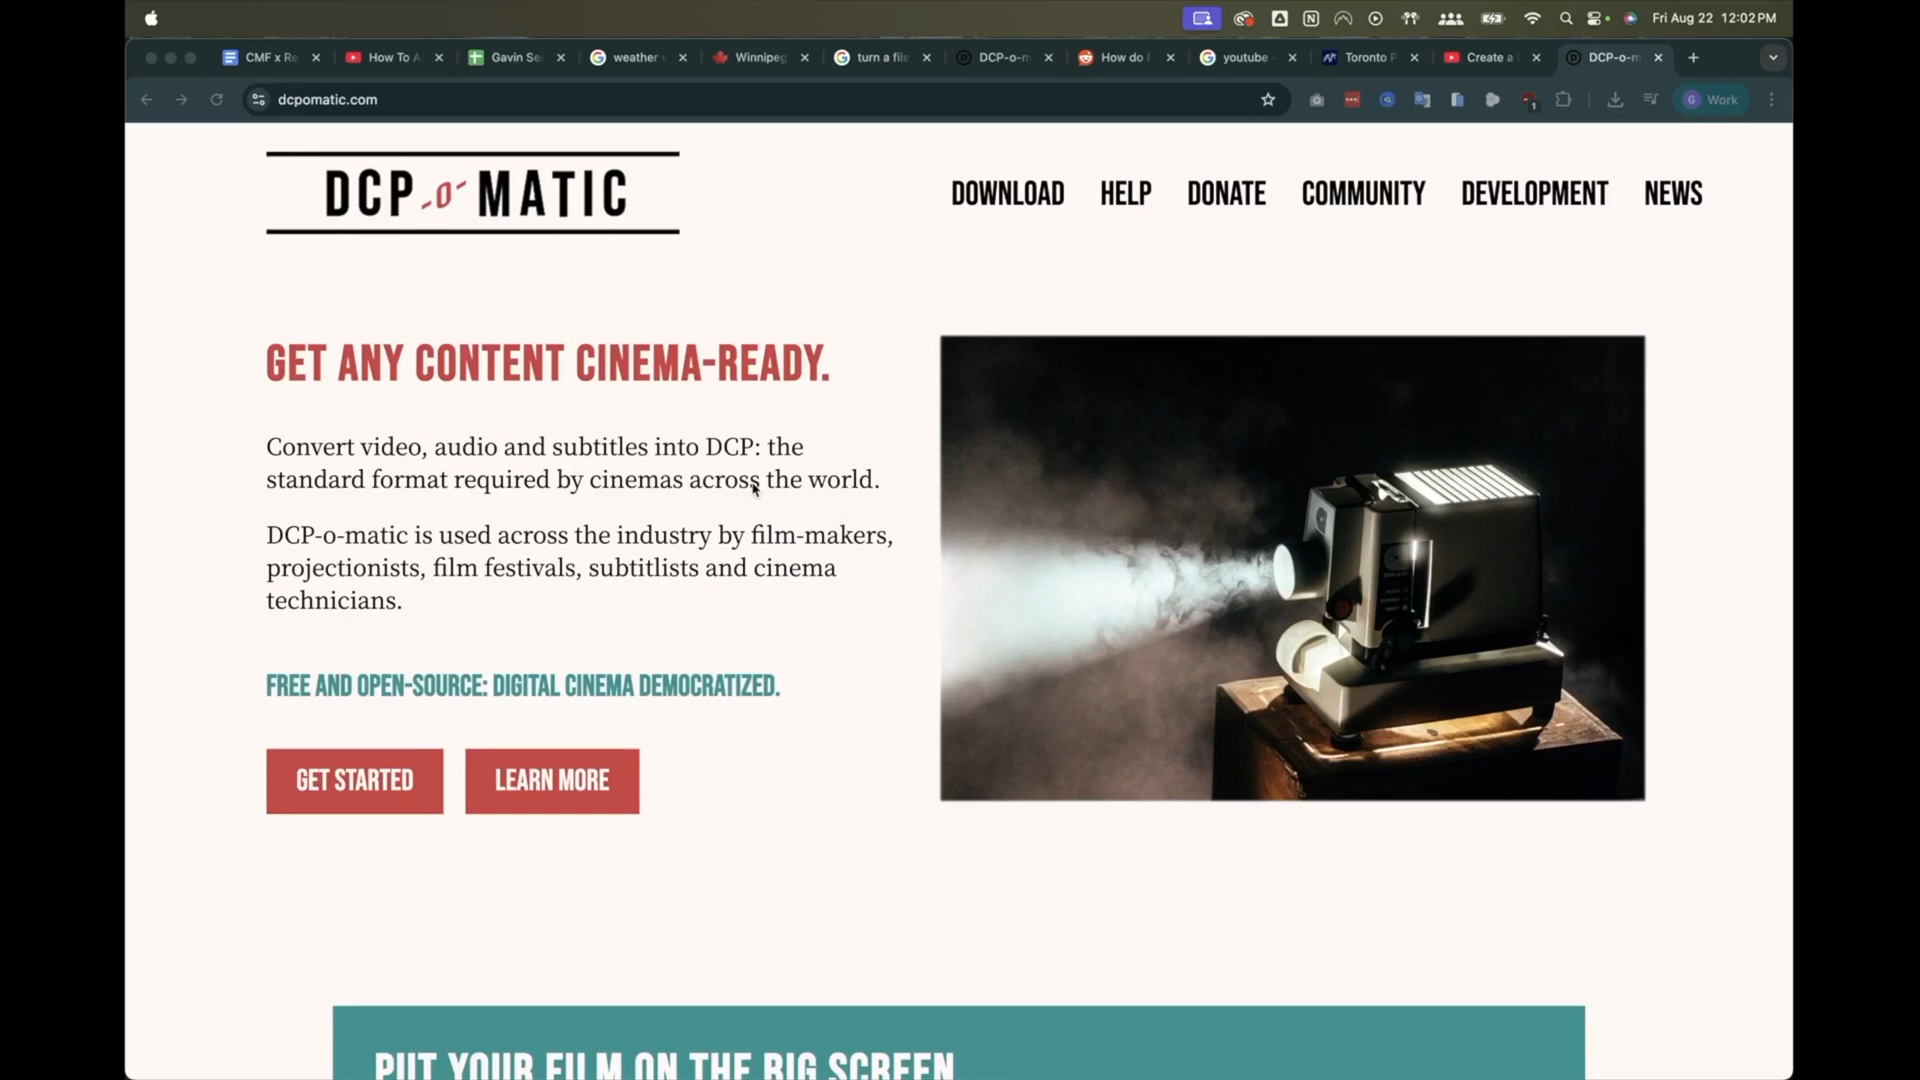 Fri Aug 22 12:02 PM
CMF x Re
How To A
Gavin Se
weather
Winnipeg
turn a file
DCP-o-m
How do
youtube
Toronto P
Create a
DCP-o-m
dcpomatic.com
1
G Work
DCP-o-MATIC
DOWNLOAD HELP DONATE COMMUNITY DEVELOPMENT NEWS
GET ANY CONTENT CINEMA-READY.
Convert video, audio and subtitles into DCP: the
standard format required by cinemas across the world.
DCP-o-matic is used across the industry by film-makers,
projectionists, film festivals, subtitlists and cinema
technicians.
FREE AND OPEN-SOURCE: DIGITAL CINEMA DEMOCRATIZED.
GET STARTED
LEARN MORE
PUT YOUR FILM ON THE BIG SCREEN